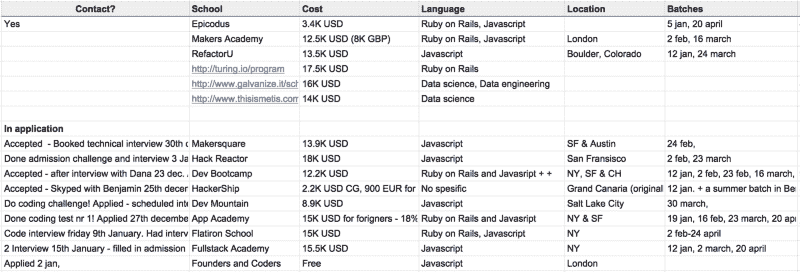 Contact? School Cost Language Location Batches
Yes Epicodus 3.4K USD Ruby on Rails, Javascript 5 jan, 20 april
Makers Academy 12.5K USD (8K GBP) Ruby on Rails, Javascript London 2 feb, 16 march
RefactorU 13.5K USD Javascript Boulder, Colorado 12 jan, 24 march
http://turing.io/program 17.5K USD Ruby on Rails
http://www.galvanize.it/sch 16K USD Data science, Data engineering
http://www.thisismetis.com 14K USD Data science
In application
Accepted - Booked technical interview 30th d Makersquare 13.9K USD Javascript SF & Austin 24 feb,
Done admission challenge and interview 3 Ja Hack Reactor 18K USD Javascript San Fransisco 2 feb, 23 march
Accepted - after interview with Dana 23 dec. Dev Bootcamp 12.2K USD Ruby on Rails and Javascript + + NY, SF & CH 12 jan, 2 feb, 23 feb, 16 march,
Accepted - Skyped with Benjamin 25th decer HackerShip 2.2K USD CG, 900 EUR for No spesific Grand Canaria (original 12 jan. + a summer batch in Be
Do coding challenge! Applied - scheduled inte Dev Mountain 8.9K USD Javascript Salt Lake City 30 march,
Done coding test nr 1! Applied 27th decembe App Academy 15K USD for forigners - 18% Ruby on Rails and Javasript NY & SF 19 jan, 16 feb, 23 march, 20 apr
Code interview friday 9th January. Had interv Flatiron School 15K USD Ruby on Rails, Javascript NY 2 feb-24 april
2 Interview 15th January - filled in admission Fullstack Academy 15.5K USD Javascript NY 12 jan, 2 march, 20 april
Applied 2 jan, Founders and Coders Free Javascript London